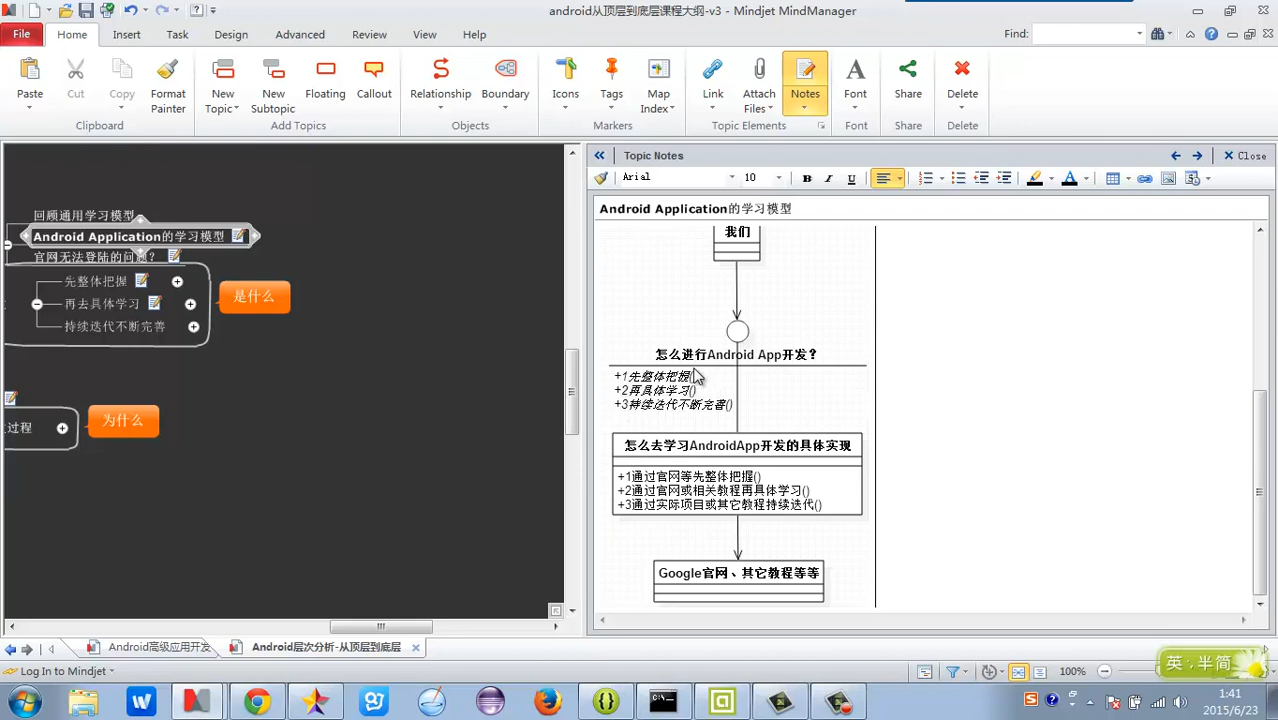 android从顶层到底层课程大纲-v3 - Mindjet MindManager
File
Home
Insert
Task
Design
Advanced
Review
View
Help
Find:
Paste
Cut
Copy
Format Painter
New Topic
New Subtopic
Floating
Callout
Relationship
Boundary
Icons
Tags
Map Index
Link
Attach Files
Notes
Font
Share
Delete
Clipboard
Add Topics
Objects
Markers
Topic Elements
Font
Share
Delete
回顾通用学习模型
Android Application的学习模型
官网无法登陆的问题？
先整体把握
再去具体学习
持续迭代不断完善
是什么
过程
为什么
Topic Notes
Close
Arial
10
B I U
Android Application的学习模型
我们
怎么进行Android App开发？
+1先整体把握()
+2再具体学习()
+3持续迭代不断完善()
怎么去学习AndroidApp开发的具体实现
+1通过官网等先整体把握()
+2通过官网或相关教程再具体学习()
+3通过实际项目或其它教程持续迭代()
Google官网、其它教程等等
Android高级应用开发
Android层次分析-从顶层到底层
Log In to Mindjet
100%
英·半简
1:41
2015/6/23